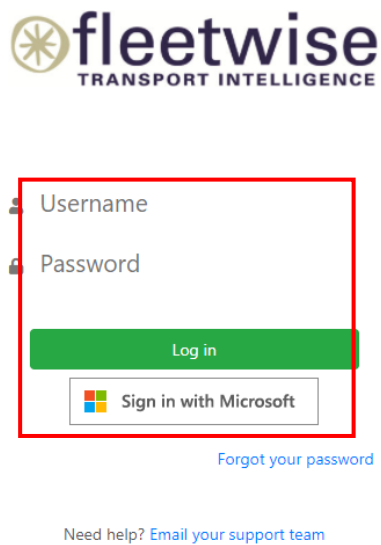 fleetwise
TRANSPORT INTELLIGENCE
Username
Password
Log in
Sign in with Microsoft
Forgot your password
Need help? Email your support team